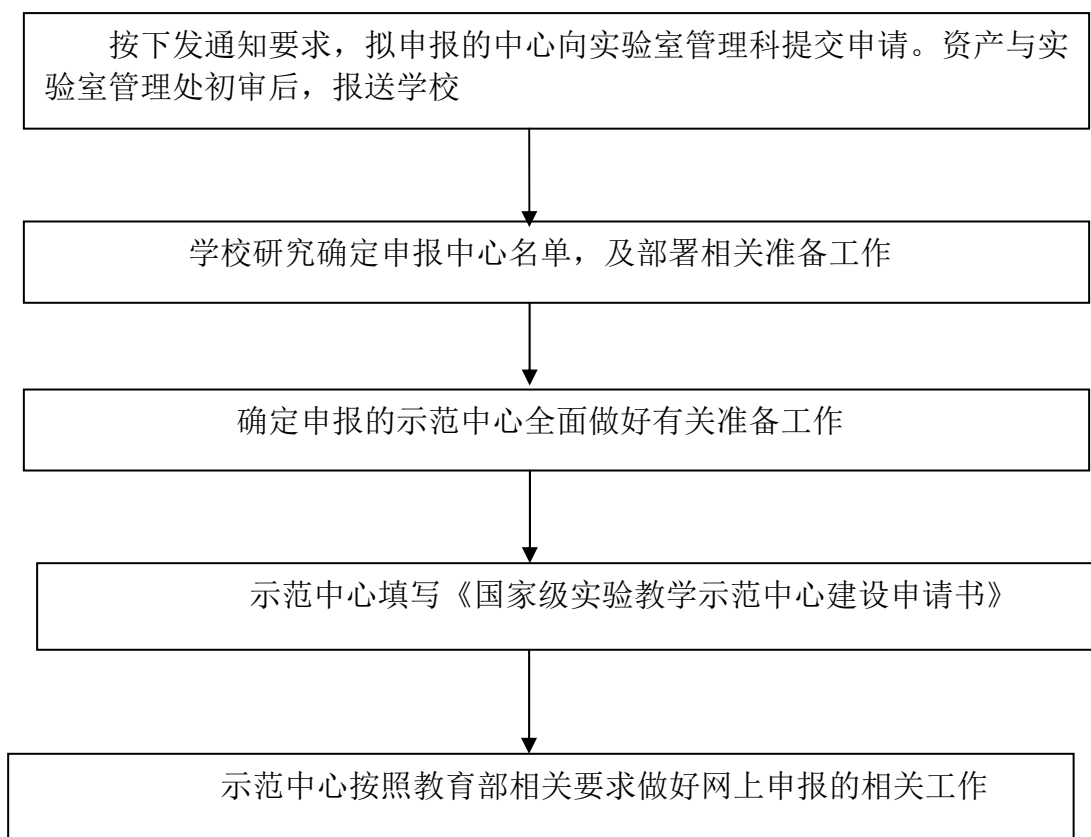 按下发通知要求，拟申报的中心向实验室管理科提交申请。资产与实
验室管理处初审后，报送学校
学校研究确定申报中心名单，及部署相关准备工作
确定申报的示范中心全面做好有关准备工作
示范中心填写《国家级实验教学示范中心建设申请书》
示范中心按照教育部相关要求做好网上申报的相关工作